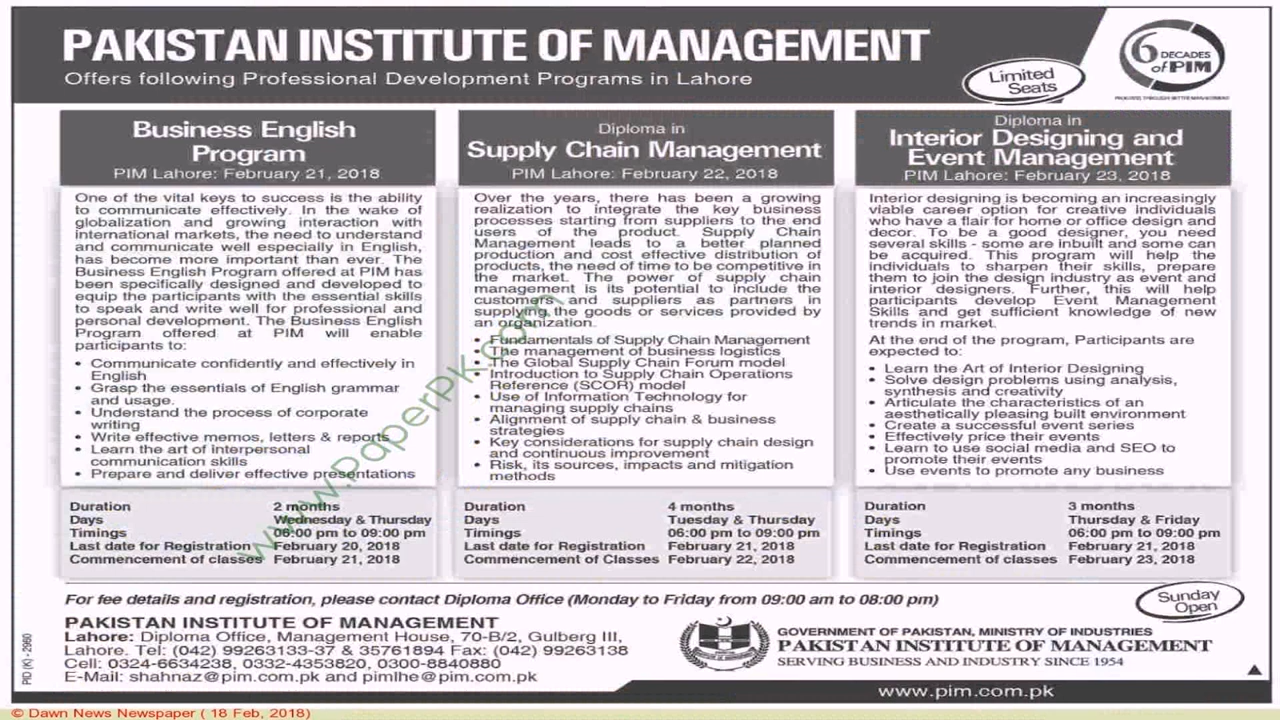 PAKISTAN INSTITUTE OF MANAGEMENT
Offers following Professional Development Programs in Lahore
Limited
Seats
6 DECADES
of PIM
PROGRESS THROUGH BETTER MANAGEMENT
Business English
Program
PIM Lahore: February 21, 2018
One of the vital keys to success is the ability
to communicate effectively. In the wake of
globalization and growing interaction with
international markets, the need to understand
and communicate well especially in English,
has become more important than ever. The
Business English Program offered at PIM has
been specifically designed and developed to
equip the participants with the essential skills
to speak and write well for professional and
personal development. The Business English
Program offered at PIM will enable
participants to:
• Communicate confidently and effectively in
English
• Grasp the essentials of English grammar
and usage.
• Understand the process of corporate
writing
• Write effective memos, letters & reports
• Learn the art of interpersonal
communication skills
• Prepare and deliver effective presentations
Duration 2 months
Days Wednesday & Thursday
Timings 06:00 pm to 09:00 pm
Last date for Registration February 20, 2018
Commencement of classes February 21, 2018
Diploma in
Supply Chain Management
PIM Lahore: February 22, 2018
Over the years, there has been a growing
realization to integrate the key business
processes starting from suppliers to the end
users of the product. Supply Chain
Management leads to a better planned
production and cost effective distribution of
products, the need of time to be competitive in
the market. The power of supply chain
management is its potential to include the
customers and suppliers as partners in
supplying the goods or services provided by
an organization.
• Fundamentals of Supply Chain Management
• The management of business logistics
• The Global Supply Chain Forum model
• Introduction to Supply Chain Operations
Reference (SCOR) model
• Use of Information Technology for
managing supply chains
• Alignment of supply chain & business
strategies
• Key considerations for supply chain design
and continuous improvement
• Risk, its sources, impacts and mitigation
methods
Duration 4 months
Days Tuesday & Thursday
Timings 06:00 pm to 09:00 pm
Last date for Registration February 21, 2018
Commencement of Classes February 22, 2018
Diploma in
Interior Designing and
Event Management
PIM Lahore: February 23, 2018
Interior designing is becoming an increasingly
viable career option for creative individuals
who have a flair for home or office design and
decor. To be a good designer, you need
several skills - some are inbuilt and some can
be acquired. This program will help the
individuals to sharpen their skills, prepare
them to join the design industry as event and
interior designers. Further, this will help
participants develop Event Management
Skills and get sufficient knowledge of new
trends in market.
At the end of the program, Participants are
expected to:
• Learn the Art of Interior Designing
• Solve design problems using analysis,
synthesis and creativity
• Articulate the characteristics of an
aesthetically pleasing built environment
• Create a successful event series
• Effectively price their events
• Learn to use social media and SEO to
promote their events
• Use events to promote any business
Duration 3 months
Days Thursday & Friday
Timings 06:00 pm to 09:00 pm
Last date for Registration February 21, 2018
Commencement of classes February 23, 2018
www.PaperPK.com
For fee details and registration, please contact Diploma Office (Monday to Friday from 09:00 am to 08:00 pm)
Sunday
Open
PAKISTAN INSTITUTE OF MANAGEMENT
Lahore: Diploma Office, Management House, 70-B/2, Gulberg III,
Lahore. Tel: (042) 99263133-37 & 35761894 Fax: (042) 99263138
Cell: 0324-6634238, 0332-4353820, 0300-8840880
E-Mail: shahnaz@pim.com.pk and pimlhe@pim.com.pk
PID (K) - 2960
GOVERNMENT OF PAKISTAN, MINISTRY OF INDUSTRIES
PAKISTAN INSTITUTE OF MANAGEMENT
SERVING BUSINESS AND INDUSTRY SINCE 1954
www.pim.com.pk
© Dawn News Newspaper ( 18 Feb, 2018)